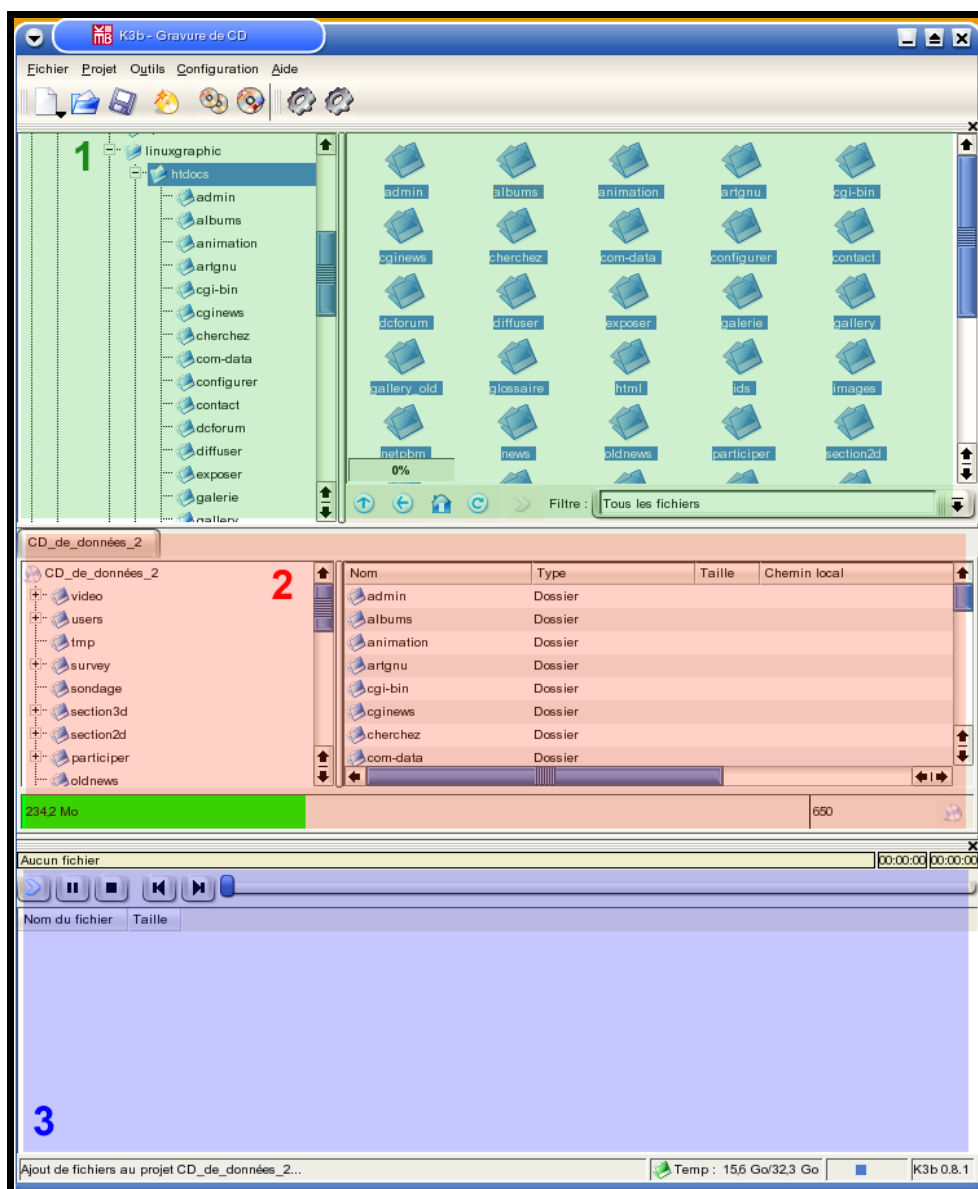 K3b - Gravure de CD
Fichier Projet Outils Configuration Aide
1
linuxgraphic
htdocs
admin
albums
animation
artgnu
cgi-bin
cginews
cherchez
com-data
configurer
contact
dcforum
diffuser
exposer
galerie
gallery
admin albums animation artgnu cgi-bin
cginews cherchez com-data configurer contact
dcforum diffuser exposer galerie gallery
gallery_old glossaire html ids images
netpbm news oldnews participer section2d
0%
Filtre : Tous les fichiers
CD_de_données_2
2
CD_de_données_2
video
users
tmp
survey
sondage
section3d
section2d
participer
oldnews
Nom Type Taille Chemin local
admin Dossier
albums Dossier
animation Dossier
artgnu Dossier
cgi-bin Dossier
cginews Dossier
cherchez Dossier
com-data Dossier
234,2 Mo 650
Aucun fichier 00:00:00 00:00:00
Nom du fichier Taille
3
Ajout de fichiers au projet CD_de_données_2... Temp : 15,6 Go/32,3 Go K3b 0.8.1